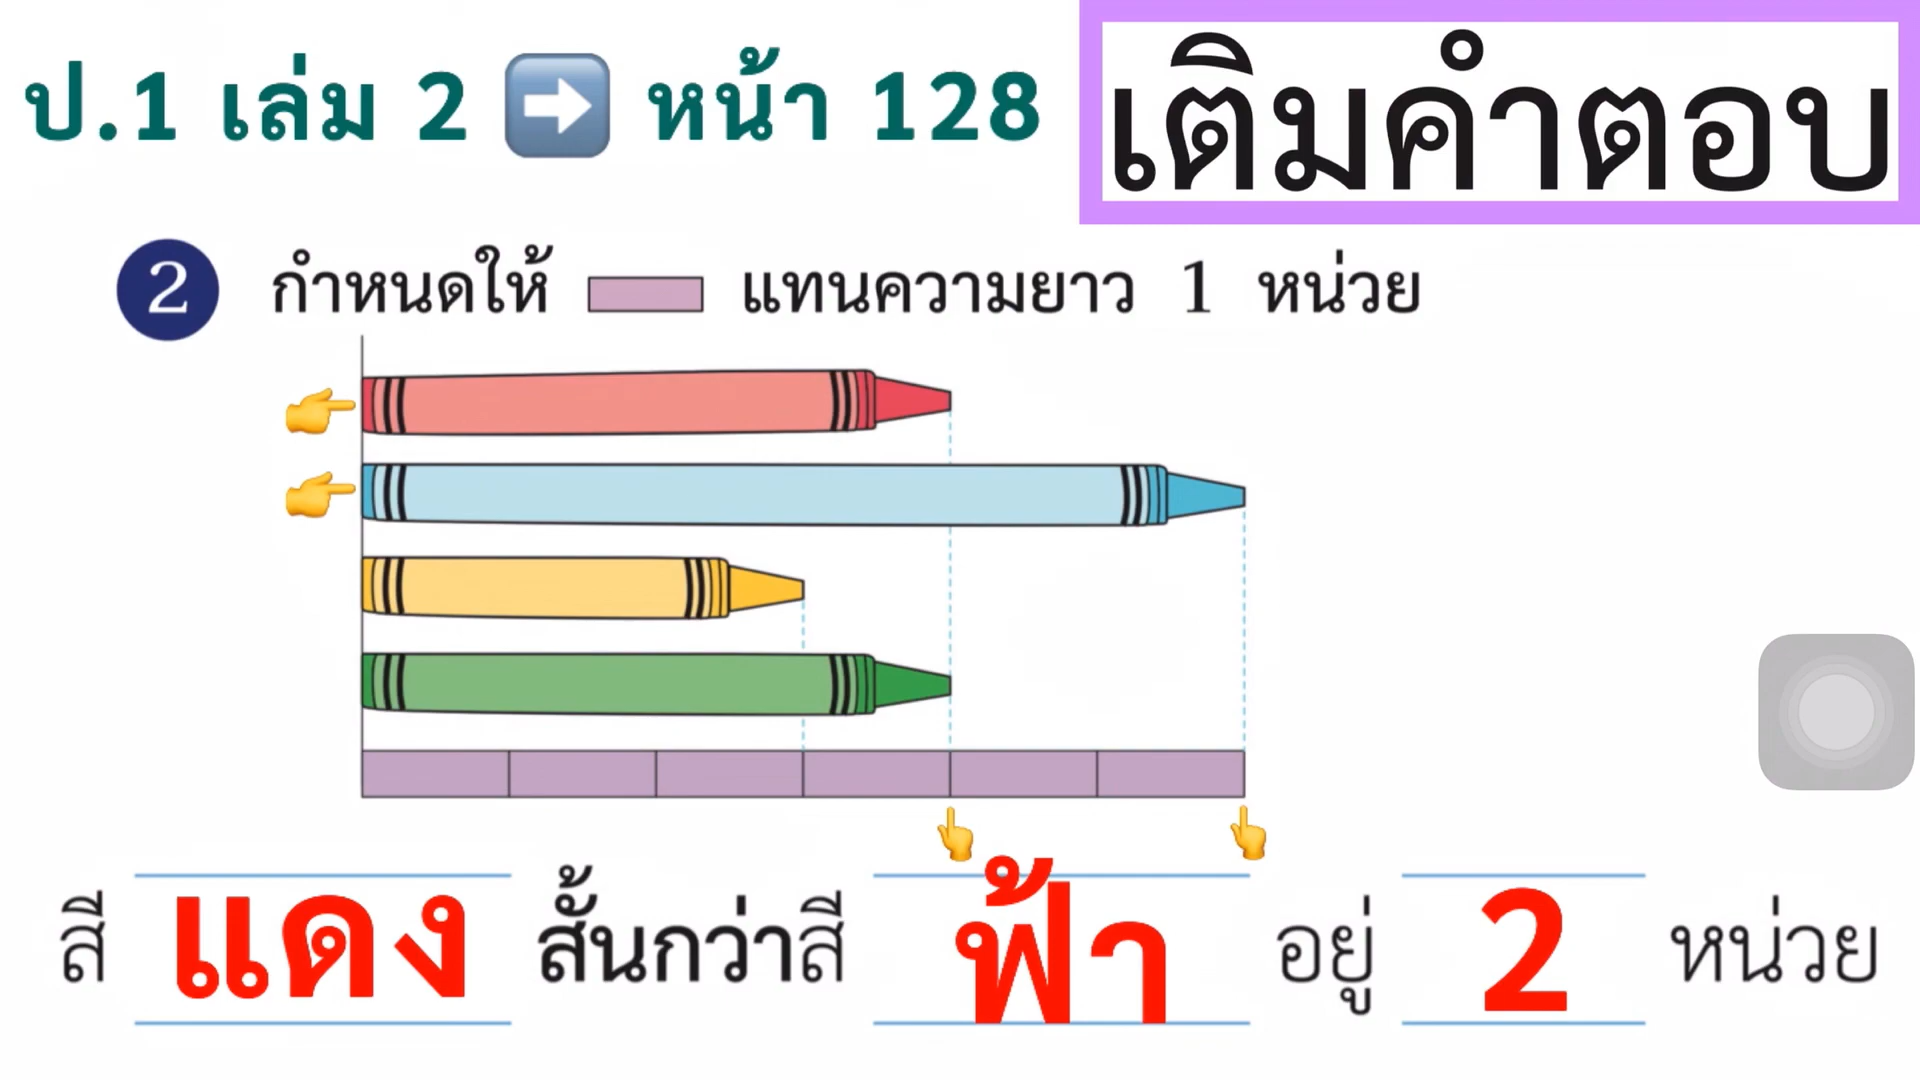 ป.1 เล่ม 2 ➡ หน้า 128
เติมคำตอบ
2 กำหนดให้ แทนความยาว 1 หน่วย
สี แดง สั้นกว่าสี ฟ้า อยู่ 2 หน่วย